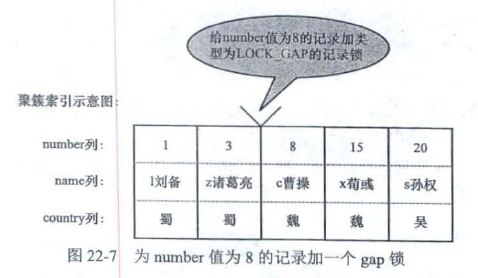 给number值为8的记录加类
型为LOCK_GAP的记录锁
聚簇索引示意图:
number列: 1 3 8 15 20
name列: l刘备 z诸葛亮 c曹操 x荀彧 s孙权
country列: 蜀 蜀 魏 魏 吴
图 22-7 为 number 值为 8 的记录加一个 gap 锁